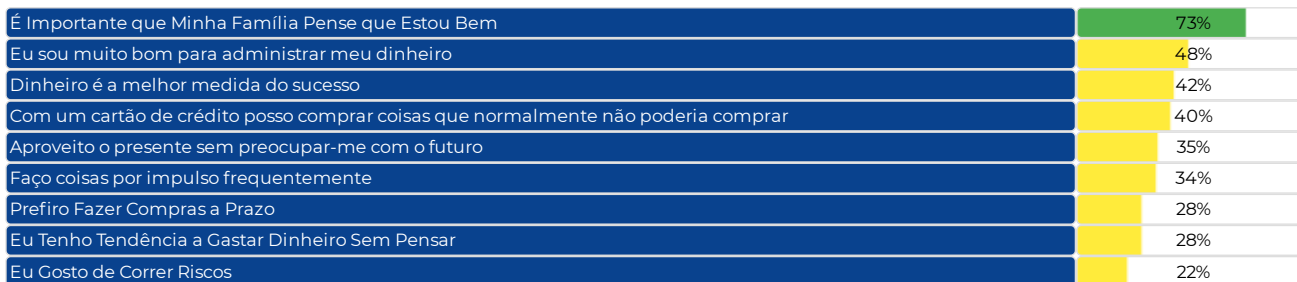 É Importante que Minha Família Pense que Estou Bem 73%
Eu sou muito bom para administrar meu dinheiro 48%
Dinheiro é a melhor medida do sucesso 42%
Com um cartão de crédito posso comprar coisas que normalmente não poderia comprar 40%
Aproveito o presente sem preocupar-me com o futuro 35%
Faço coisas por impulso frequentemente 34%
Prefiro Fazer Compras a Prazo 28%
Eu Tenho Tendência a Gastar Dinheiro Sem Pensar 28%
Eu Gosto de Correr Riscos 22%